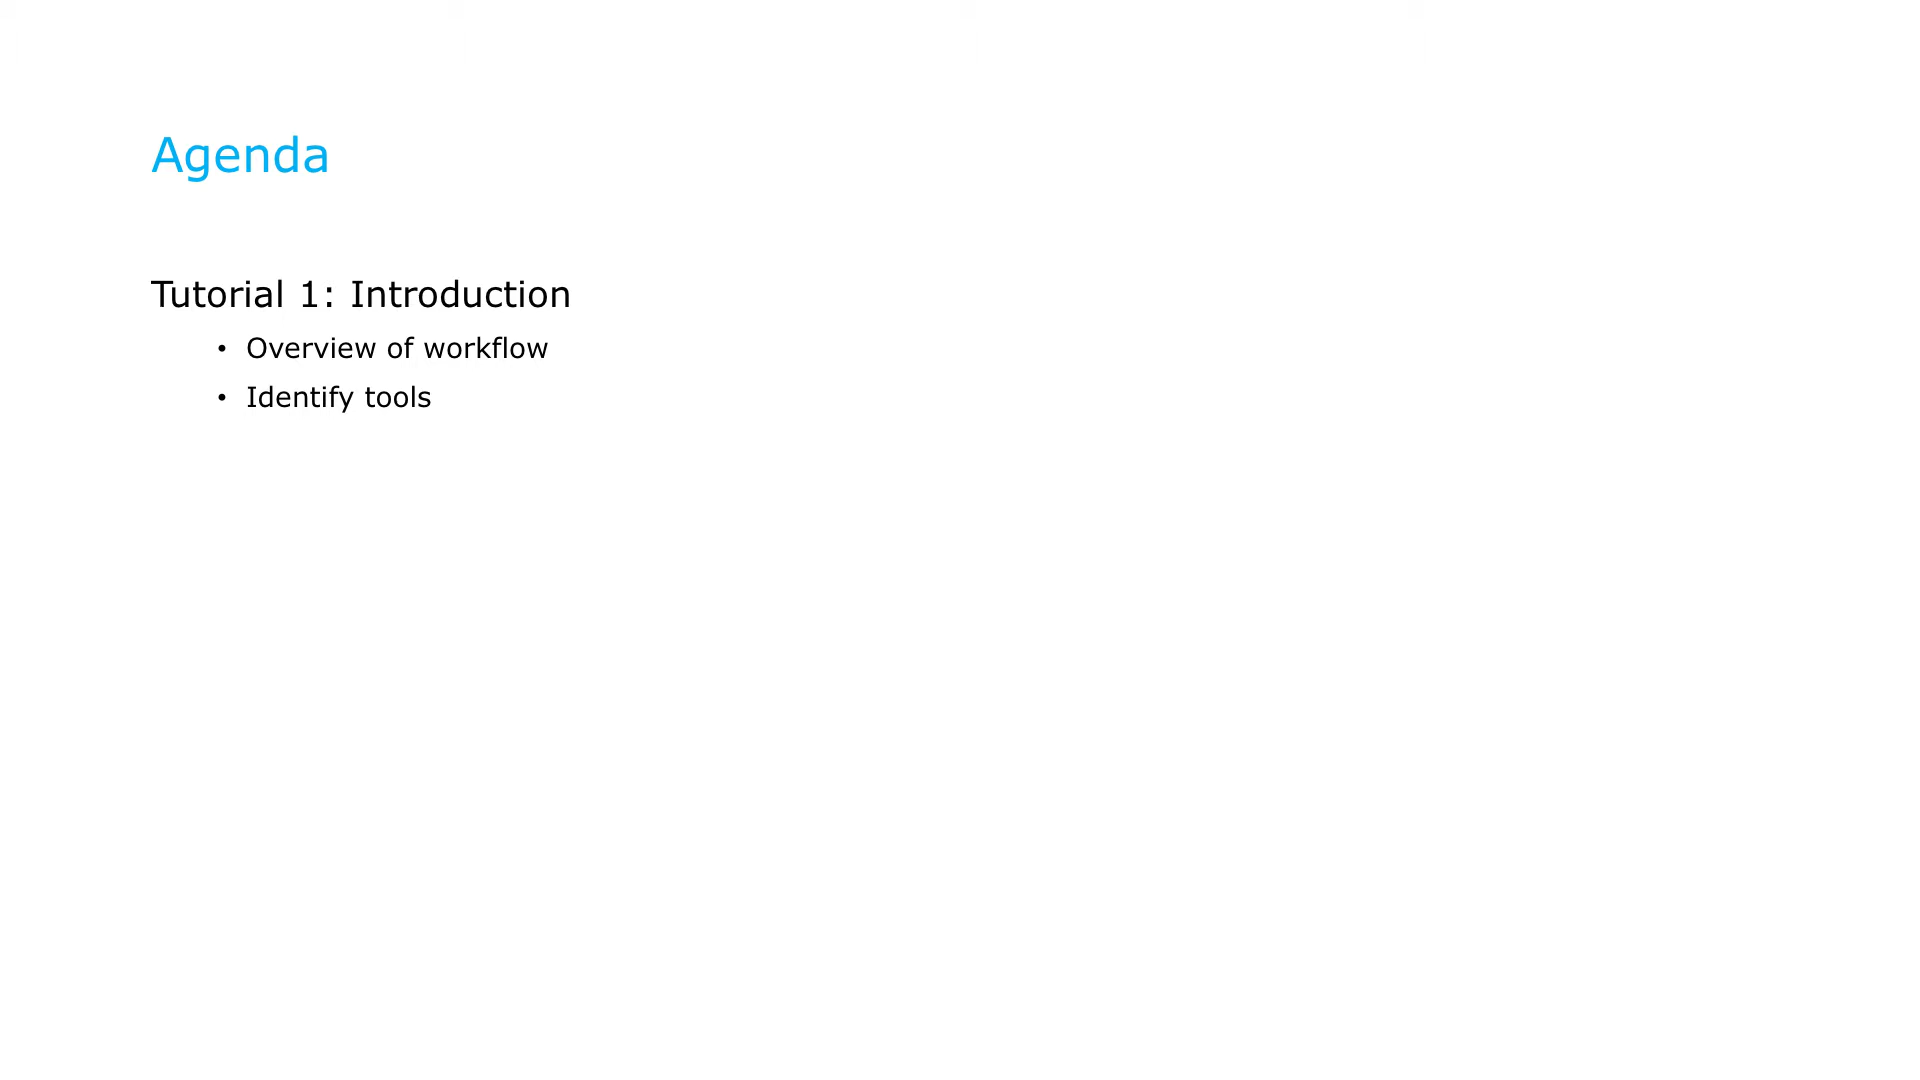 Agenda
Tutorial 1: Introduction
• Overview of workflow
• Identify tools